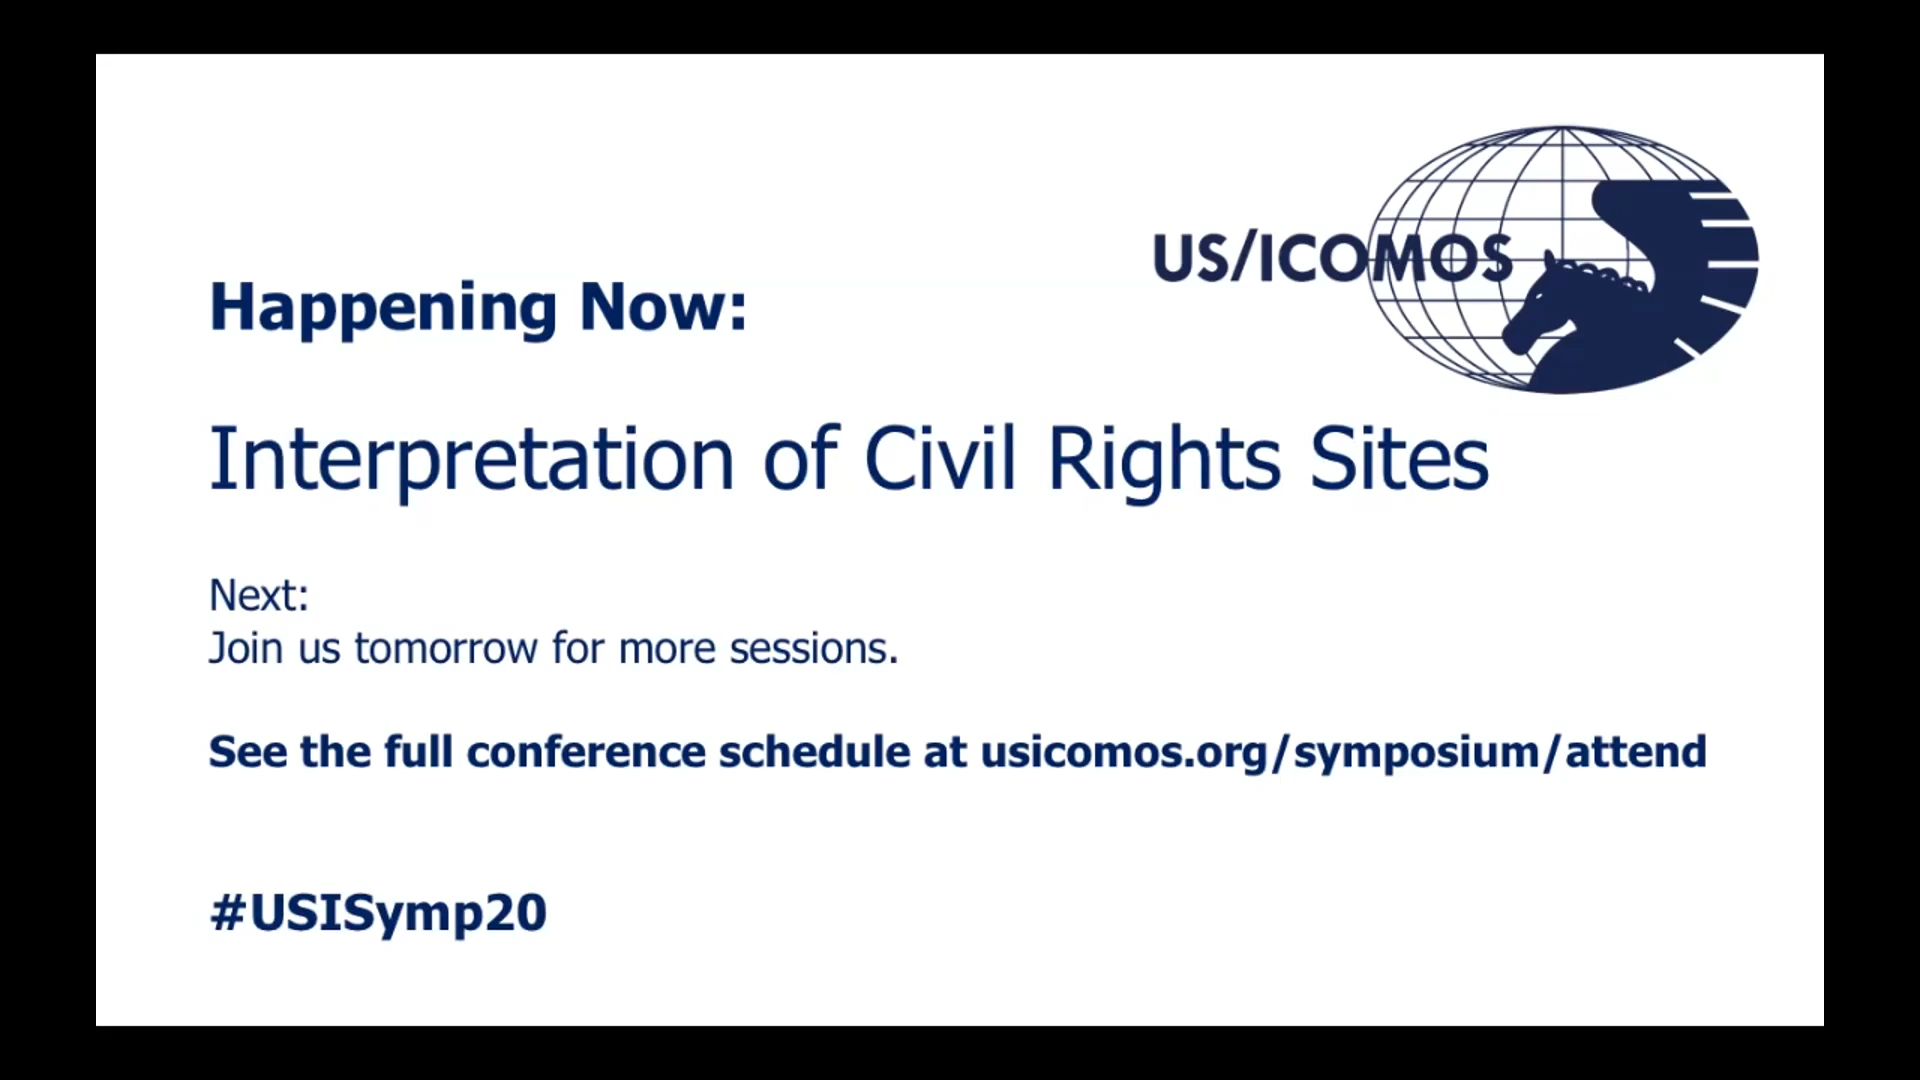 US/ICOMOS
Happening Now:
Interpretation of Civil Rights Sites
Next:
Join us tomorrow for more sessions.
See the full conference schedule at usicomos.org/symposium/attend
#USISymp20